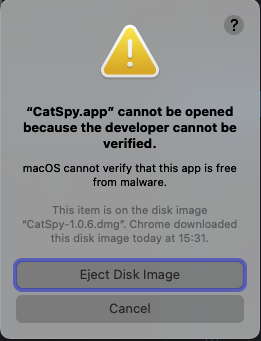 ?
“CatSpy.app” cannot be opened
because the developer cannot be
verified.
macOS cannot verify that this app is free
from malware.
This item is on the disk image
“CatSpy-1.0.6.dmg”. Chrome downloaded
this disk image today at 15:31.
Eject Disk Image
Cancel